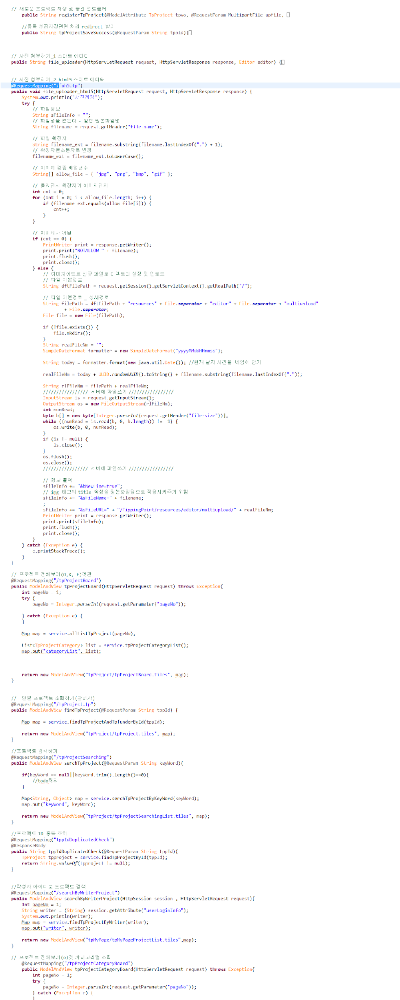 // 새로운 프로젝트 저장 및 승인 컨트롤러
public String registerTpProject(@ModelAttribute TpProject tpvo, @RequestParam MultipartFile upfile,
//등록 성공저장관련 처리 redirect 받기
public String tpProjectSaveSuccess(@RequestParam String tppId){
// 사진 첨부하기_1 스마트 에디터
public String file_uploader(HttpServletRequest request, HttpServletResponse response, Editor editor) {
// 사진 첨부하기_2 html5 스마트 에디터
@RequestMapping("/fuh5.tp")
public void file_uploader_html5(HttpServletRequest request, HttpServletResponse response) {
System.out.println("사진저장");
try {
// 파일정보
String sFileInfo = "";
// 파일명을 받는다 - 일반 원본파일명
String filename = request.getHeader("file-name");
// 파일 확장자
String filename_ext = filename.substring(filename.lastIndexOf(".") + 1);
// 확장자를소문자로 변경
filename_ext = filename_ext.toLowerCase();
// 이미지 검증 배열변수
String[] allow_file = { "jpg", "png", "bmp", "gif" };
// 돌리면서 확장자가 이미지인지
int cnt = 0;
for (int i = 0; i < allow_file.length; i++) {
if (filename_ext.equals(allow_file[i])) {
cnt++;
}
}
// 이미지가 아님
if (cnt == 0) {
PrintWriter print = response.getWriter();
print.print("NOTALLOW_" + filename);
print.flush();
print.close();
} else {
// 이미지이므로 신규 파일로 디렉토리 설정 및 업로드
// 파일 기본경로
String dftFilePath = request.getSession().getServletContext().getRealPath("/");
// 파일 기본경로 _ 상세경로
String filePath = dftFilePath + "resources" + File.separator + "editor" + File.separator + "multiupload"
+ File.separator;
File file = new File(filePath);
if (!file.exists()) {
file.mkdirs();
}
String realFileNm = "";
SimpleDateFormat formatter = new SimpleDateFormat("yyyyMMddHHmmss");
String today = formatter.format(new java.util.Date()); //현재 날자 시간을 네임에 담기
realFileNm = today + UUID.randomUUID().toString() + filename.substring(filename.lastIndexOf("."));
String rlFileNm = filePath + realFileNm;
///////////////// 서버에 파일쓰기 /////////////////
InputStream is = request.getInputStream();
OutputStream os = new FileOutputStream(rlFileNm);
int numRead;
byte b[] = new byte[Integer.parseInt(request.getHeader("file-size"))];
while ((numRead = is.read(b, 0, b.length)) != -1) {
os.write(b, 0, numRead);
}
if (is != null) {
is.close();
}
os.flush();
os.close();
///////////////// 서버에 파일쓰기 /////////////////
// 정보 출력
sFileInfo += "&bNewLine=true";
// img 태그의 title 속성을 원본파일명으로 적용시켜주기 위함
sFileInfo += "&sFileName=" + filename;
;
sFileInfo += "&sFileURL=" + "/TippingPoint/resources/editor/multiupload/" + realFileNm;
PrintWriter print = response.getWriter();
print.print(sFileInfo);
print.flush();
print.close();
}
} catch (Exception e) {
e.printStackTrace();
}
}
// 프로젝트 전체보기(O,X, F)것만
@RequestMapping("/tpProjectBoard")
public ModelAndView tpProjectBoard(HttpServletRequest request) throws Exception{
int pageNo = 1;
try {
pageNo = Integer.parseInt(request.getParameter("pageNo"));
} catch (Exception e) {
}
Map map = service.allListTpProject(pageNo);
List<TpProjectCategory> list = service.tpProjectCategoryList();
map.put("categoryList", list);
return new ModelAndView("tpProject/tpProjectBoard.tiles", map);
}
// 단일 프로젝트 조회하기(관리자)
@RequestMapping("/tpProject.tp")
public ModelAndView findTpProject(@RequestParam String tppId) {
Map map = service.findTpProjectAndTpfunderById(tppId);
return new ModelAndView("tpProject/tpProject.tiles", map);
}
//프로젝트 검색하기
@RequestMapping("/tpProjectSearching")
public ModelAndView serchTpProject(@RequestParam String keyWord){
if(keyWord == null||keyWord.trim().length()==0){
//todo처리
}
Map<String, Object> map = service.serchTpProjectByKeyWord(keyWord);
map.put("keyWord", keyWord);
return new ModelAndView("tpProject/tpProjectSearchingList.tiles", map);
}
//프로젝트 ID 중복 조회
@RequestMapping("tppIdDuplicatedCheck")
@ResponseBody
public String tppIdDuplicatedCheck(@RequestParam String tppId){
TpProject tpproject = service.findTpProjectById(tppId);
return String.valueOf(tpproject != null);
}
//작성자 아이디로 프로젝트 검색
@RequestMapping("/searchByWriterProject")
public ModelAndView searchByWriterProject(HttpSession session , HttpServletRequest request){
int pageNo = 1;
String writer = (String) session.getAttribute("userLoginInfo");
System.out.println(writer);
Map map = service.findTpProjectByWriter(writer);
map.put("writer", writer);
return new ModelAndView("tpMyPage/tpMyPageProjectList.tiles",map);
}
// 프로젝트 전체보기(o)것 카테고리별 조회
@RequestMapping("/tpProjectCategoryBoard")
public ModelAndView tpProjectCategoryBoard(HttpServletRequest request) throws Exception{
int pageNo = 1;
try {
pageNo = Integer.parseInt(request.getParameter("pageNo"));
} catch (Exception e) {
}